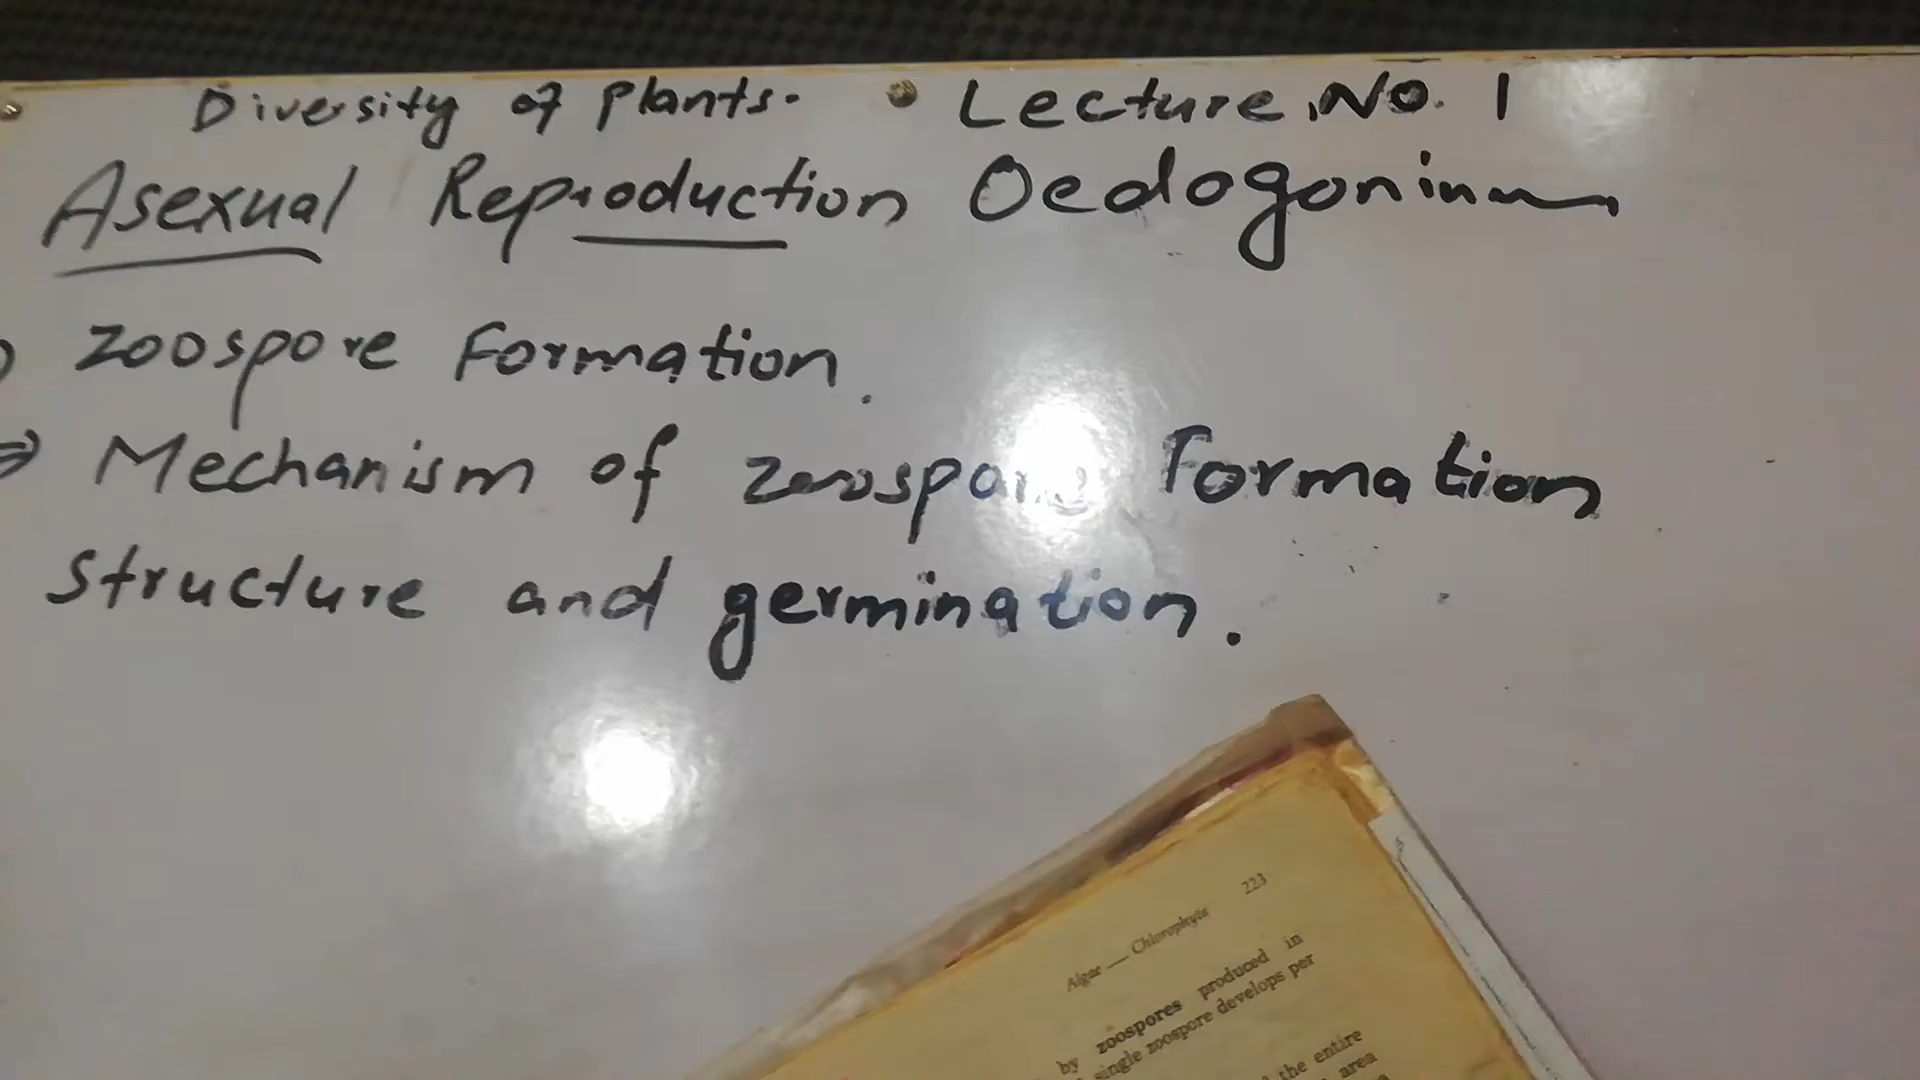 Diversity of plants. Lecture No. 1
Asexual Reproduction Oedogonium
Zoospore Formation.
⇒ Mechanism of zoospore Formation
structure and germination.
223
Algae — Chlorophyta
by zoospores produced in
single zoospore develops per
the entire
area